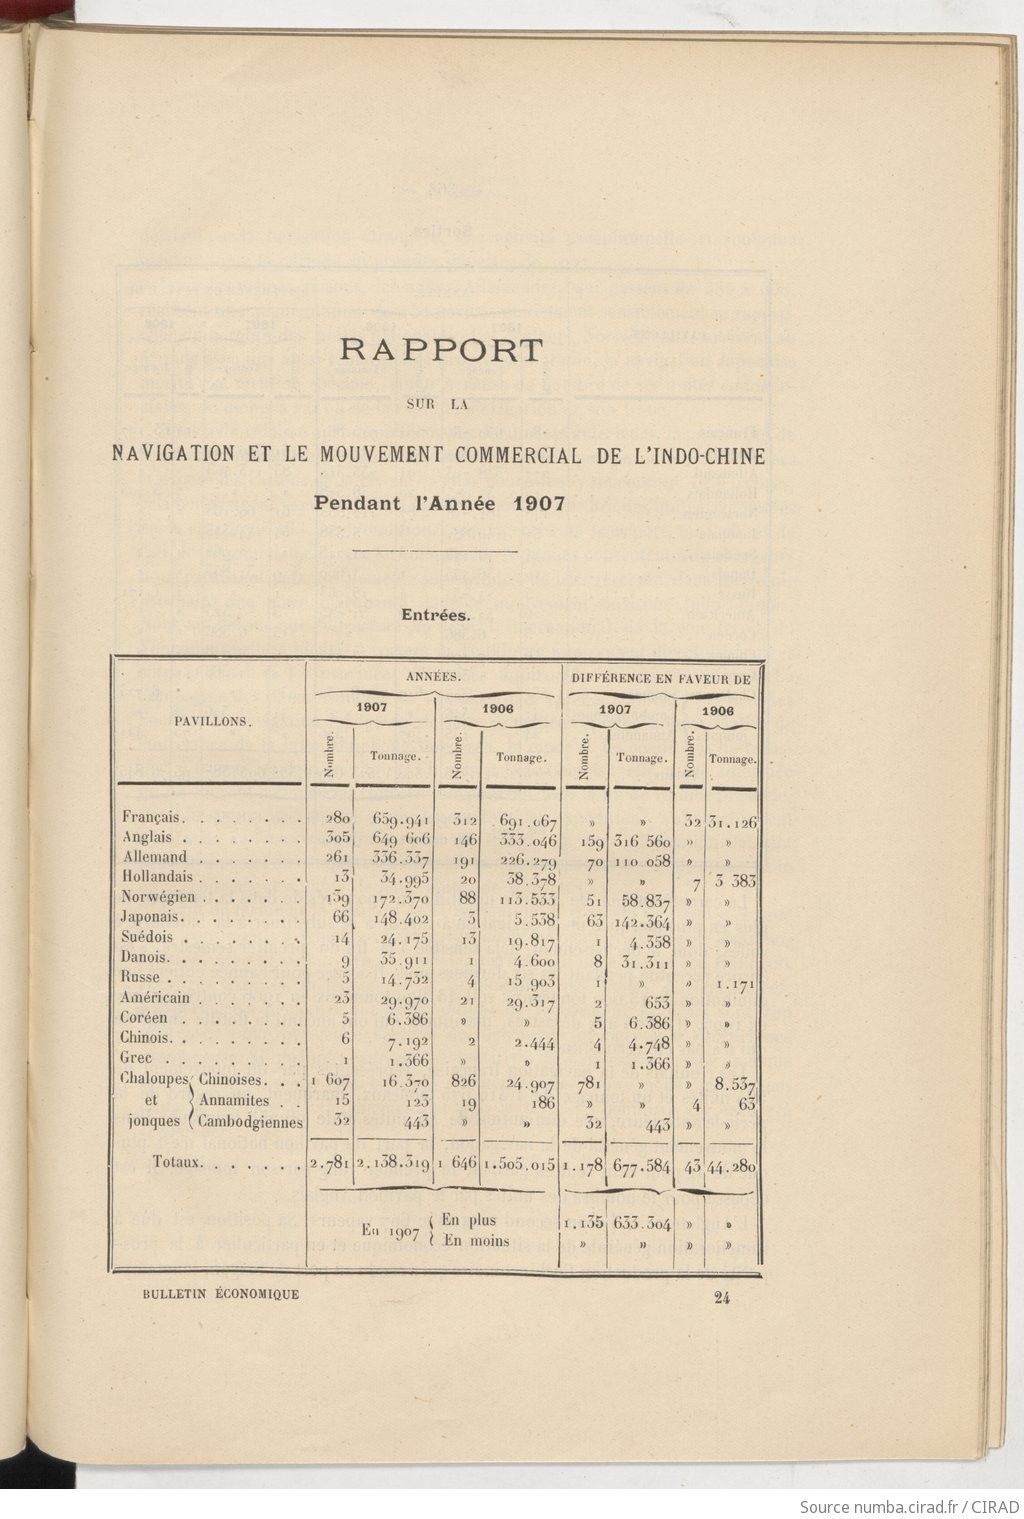 RAPPORT
SUR LA
NAVIGATION ET LE MOUVEMENT COMMERCIAL DE L'INDO-CHINE
Pendant l'Année 1907
Entrées.
PAVILLONS. ANNÉES. DIFFÉRENCE EN FAVEUR DE
1907 1906 1907 1906
Nombre. Tonnage. Nombre. Tonnage. Nombre. Tonnage. Nombre. Tonnage.
Français. . . . . . . . 280 659.941 312 691.067 » » 32 31.126
Anglais . . . . . . . . 305 649 606 146 333.046 159 316 560 » »
Allemand . . . . . . . 261 336.337 191 226.279 70 110 058 » »
Hollandais . . . . . . . 13 34.995 20 38.378 » » 7 3 383
Norwégien . . . . . . . 139 172.370 88 113.533 51 58.837 » »
Japonais. . . . . . . . 66 148.402 3 5.538 63 142.364 » »
Suédois . . . . . . . . 14 24.175 13 19.817 1 4.358 » »
Danois. . . . . . . . . 9 35.911 1 4.600 8 31.311 » »
Russe . . . . . . . . . 5 14.732 4 15 903 1 » » 1.171
Américain . . . . . . . 23 29.970 21 29.317 2 653 » »
Coréen . . . . . . . . 5 6.386 » » 5 6.386 » »
Chinois. . . . . . . . . 6 7.192 2 2.444 4 4.748 » »
Grec . . . . . . . . . 1 1.366 » » 1 1.366 » »
Chaloupes Chinoises. . . 1 607 16.370 826 24.907 781 » » 8.537
et Annamites . . 15 123 19 186 » » 4 63
jonques Cambodgiennes 32 443 » » 32 443 » »
Totaux. . . . . . . 2.781 2.138.319 1 646 1.505.015 1.178 677.584 43 44.280
En 1907 En plus 1.135 633.304 » »
En moins » » » »
BULLETIN ÉCONOMIQUE 24
Source numba.cirad.fr / CIRAD